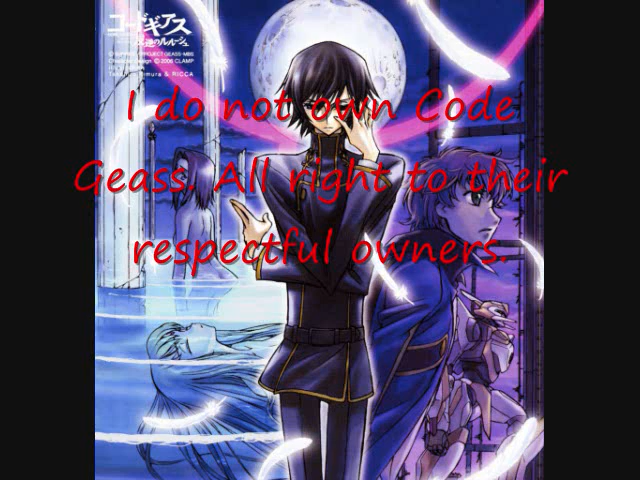 コードギアス
反逆のルルーシュ
I do not own Code
Geass. All right to their
respectful owners.